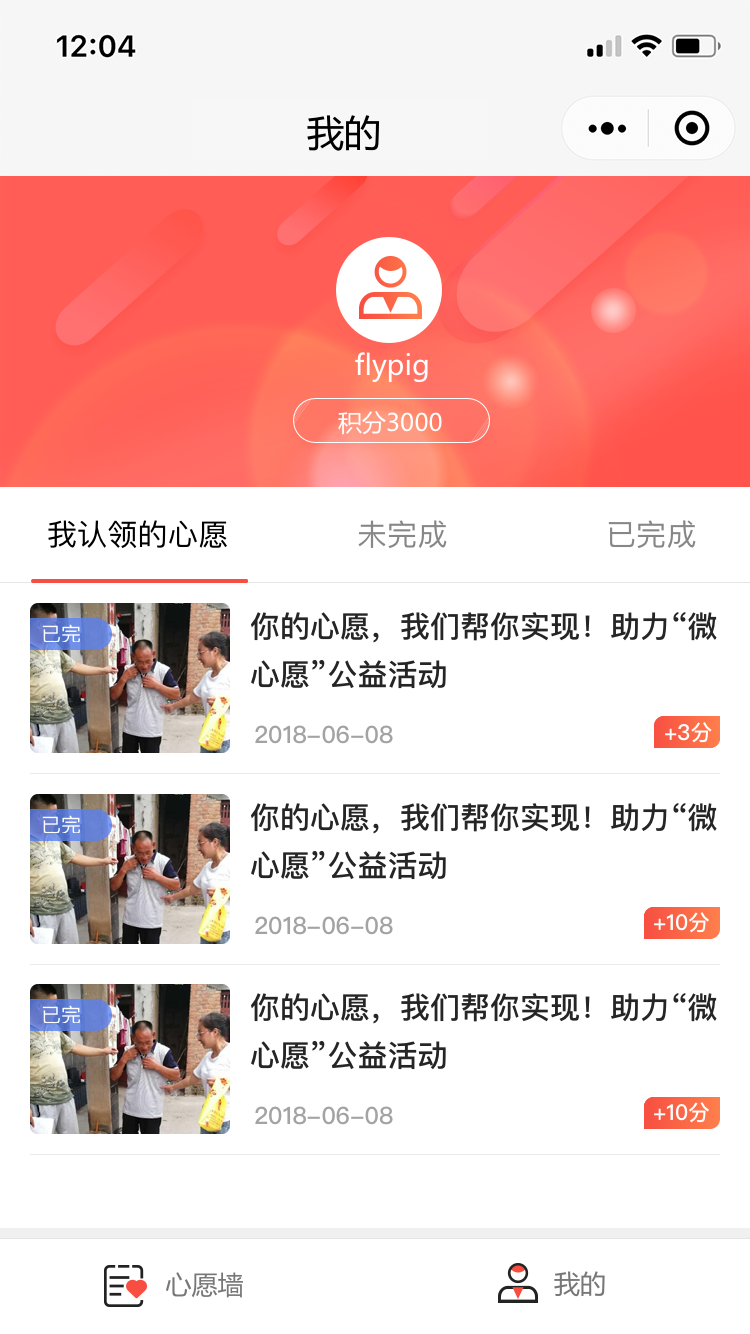 12:04
我的
flypig
积分3000
我认领的心愿
未完成
已完成
已完
你的心愿，我们帮你实现！助力“微
心愿”公益活动
2018-06-08
+3分
已完
你的心愿，我们帮你实现！助力“微
心愿”公益活动
2018-06-08
+10分
已完
你的心愿，我们帮你实现！助力“微
心愿”公益活动
2018-06-08
+10分
心愿墙
我的